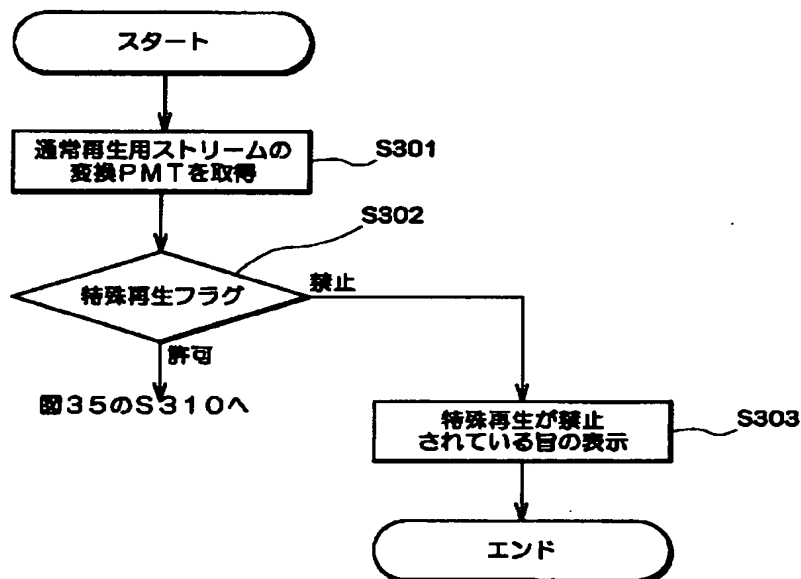 スタート
通常再生用ストリームの
変換PMTを取得
S301
S302
特殊再生フラグ
禁止
許可
図35のS310へ
特殊再生が禁止
されている旨の表示
S303
エンド